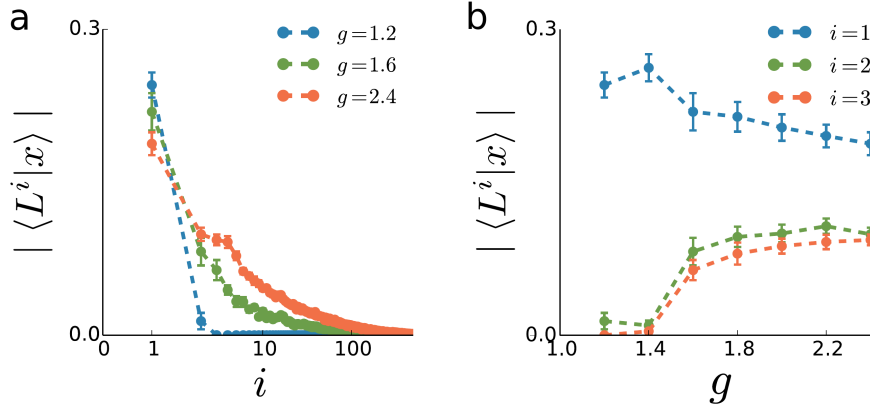 a
0.3
g=1.2
g=1.6
g=2.4
| ⟨L^i|x⟩ |
0.0
0 1 10 100
i
b
0.3
i=1
i=2
i=3
| ⟨L^i|x⟩ |
0.0
1.0 1.4 1.8 2.2
g